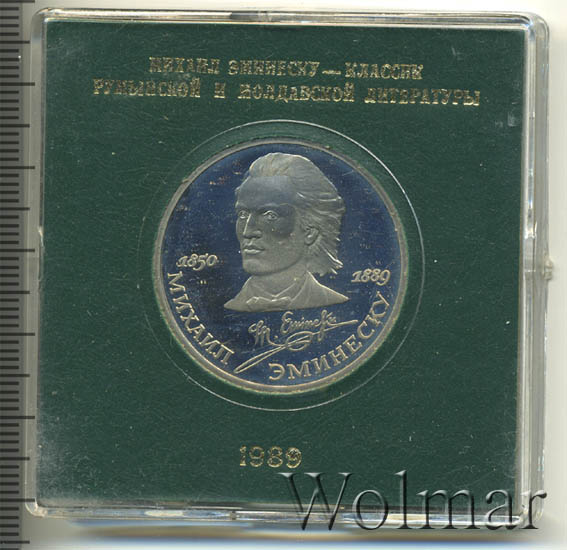 МИХАИЛ ЭМИНЕСКУ — КЛАССИК
РУМЫНСКОЙ И МОЛДАВСКОЙ ЛИТЕРАТУРЫ
1850
1889
M. Eminescu
МИХАИЛ ЭМИНЕСКУ
1989
Wolmar